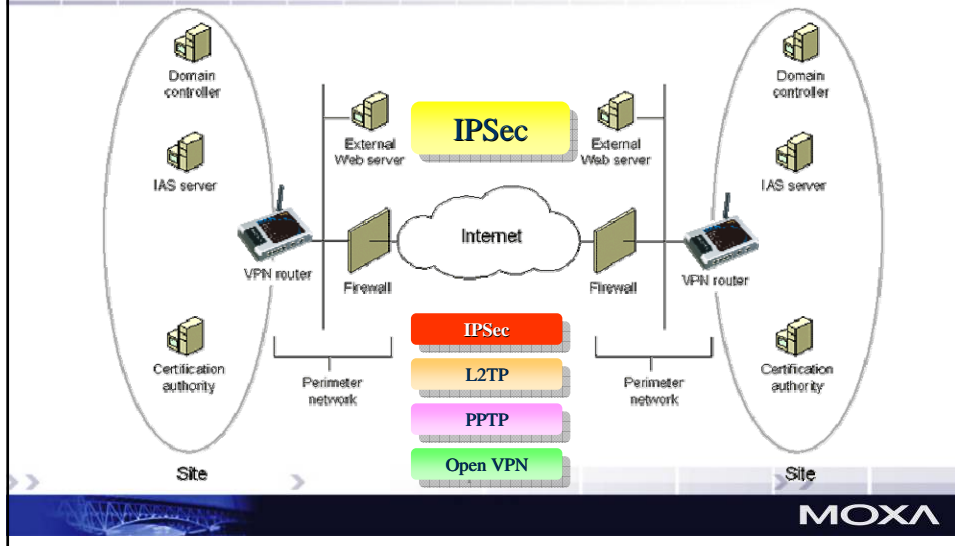 Domain
controller
IAS server
Certification
authority
Site
VPN router
External
Web server
Firewall
Perimeter
network
IPSec
Internet
IPSec
L2TP
PPTP
Open VPN
External
Web server
Firewall
Perimeter
network
VPN router
Domain
controller
IAS server
Certification
authority
Site
MOXA